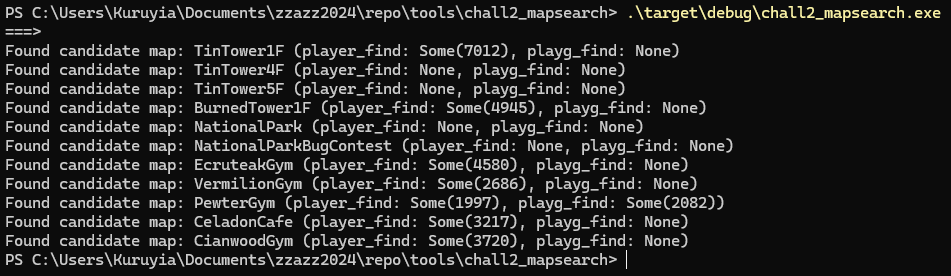 PS C:\Users\Kuruyia\Documents\zzazz2024\repo\tools\chall2_mapsearch> .\target\debug\chall2_mapsearch.exe
===>
Found candidate map: TinTower1F (player_find: Some(7012), playg_find: None)
Found candidate map: TinTower4F (player_find: None, playg_find: None)
Found candidate map: TinTower5F (player_find: None, playg_find: None)
Found candidate map: BurnedTower1F (player_find: Some(4945), playg_find: None)
Found candidate map: NationalPark (player_find: None, playg_find: None)
Found candidate map: NationalParkBugContest (player_find: None, playg_find: None)
Found candidate map: EcruteakGym (player_find: Some(4580), playg_find: None)
Found candidate map: VermilionGym (player_find: Some(2686), playg_find: None)
Found candidate map: PewterGym (player_find: Some(1997), playg_find: Some(2082))
Found candidate map: CeladonCafe (player_find: Some(3217), playg_find: None)
Found candidate map: CianwoodGym (player_find: Some(3720), playg_find: None)
PS C:\Users\Kuruyia\Documents\zzazz2024\repo\tools\chall2_mapsearch>